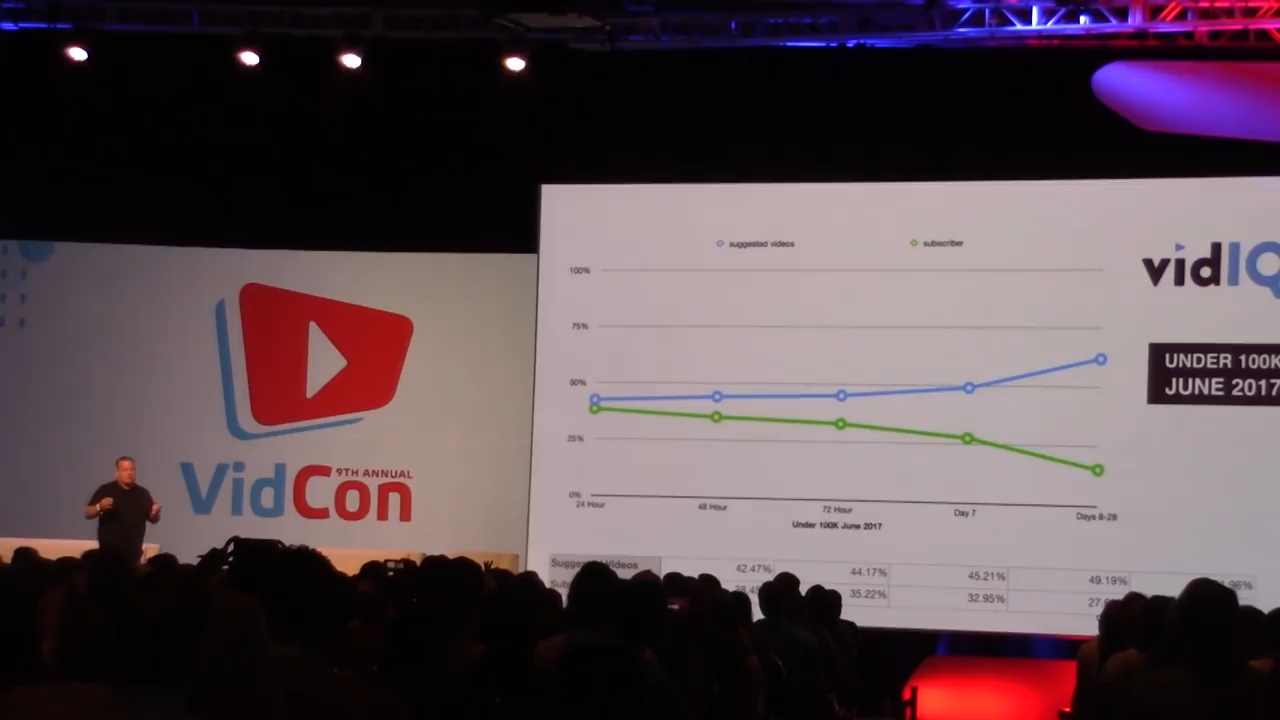 suggested videos
subscriber
100%
75%
50%
25%
0%
24 Hour
48 Hour
72 Hour
Day 7
Days 8-28
Under 100K June 2017
vidIQ
UNDER 100K
JUNE 2017
9TH ANNUAL
VidCon
Videos 42.47% 44.17% 45.21% 49.19%
35.22% 32.95%